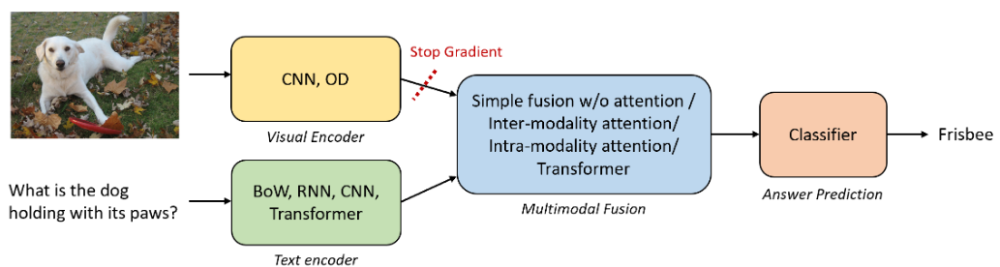 Stop Gradient
CNN, OD
Visual Encoder
What is the dog
holding with its paws?
BoW, RNN, CNN,
Transformer
Text encoder
Simple fusion w/o attention /
Inter-modality attention/
Intra-modality attention/
Transformer
Multimodal Fusion
Classifier
Answer Prediction
Frisbee